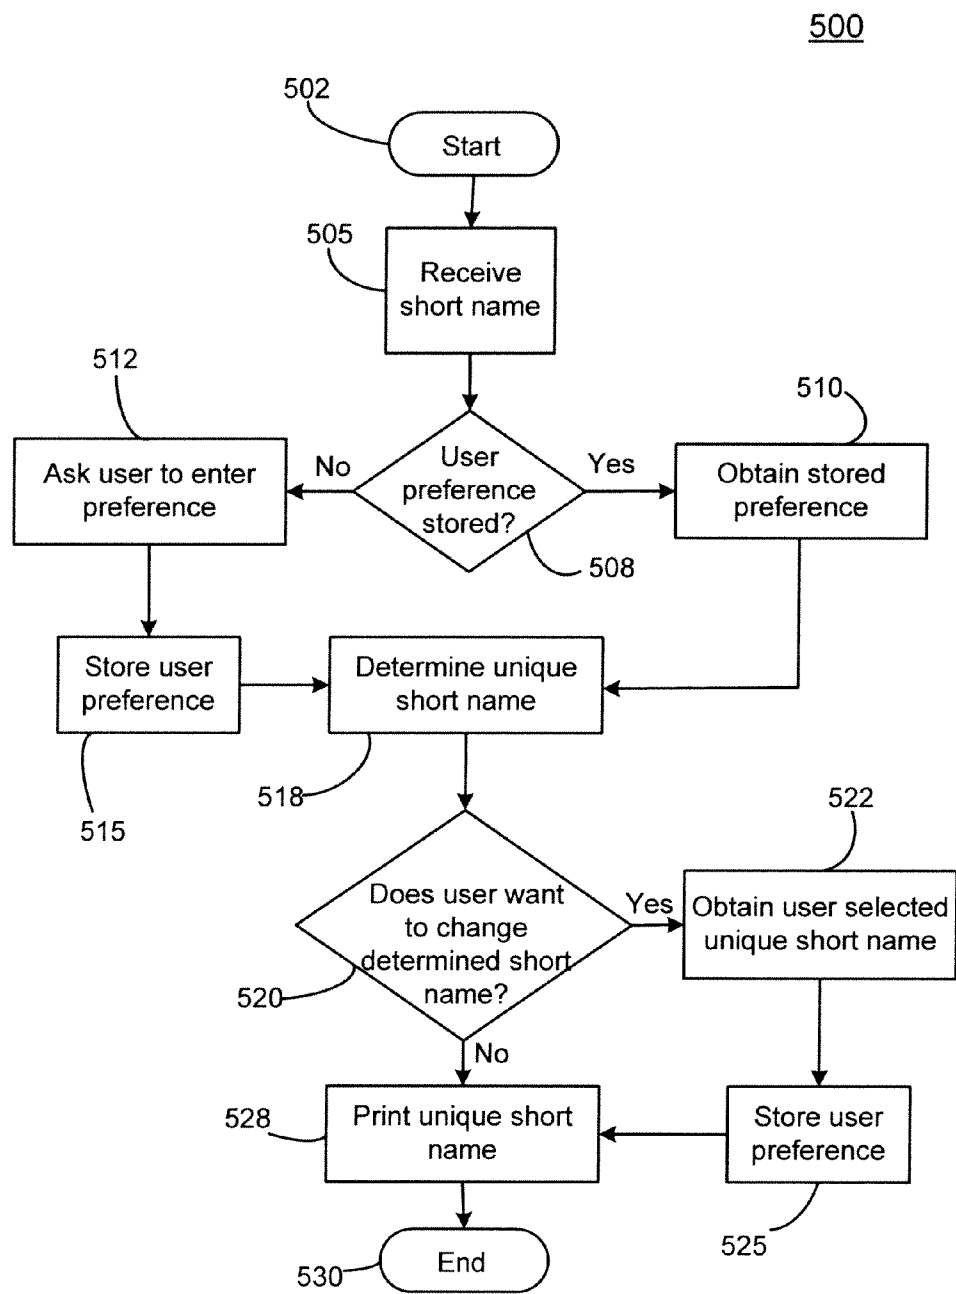 500
502
Start
505
Receive
short name
512
510
Ask user to enter
preference
No
User
preference
stored?
Yes
Obtain stored
preference
508
Store user
preference
Determine unique
short name
515
518
522
Does user want
to change
determined short
name?
Yes
Obtain user selected
unique short name
520
No
528
Print unique short
name
Store user
preference
525
530
End